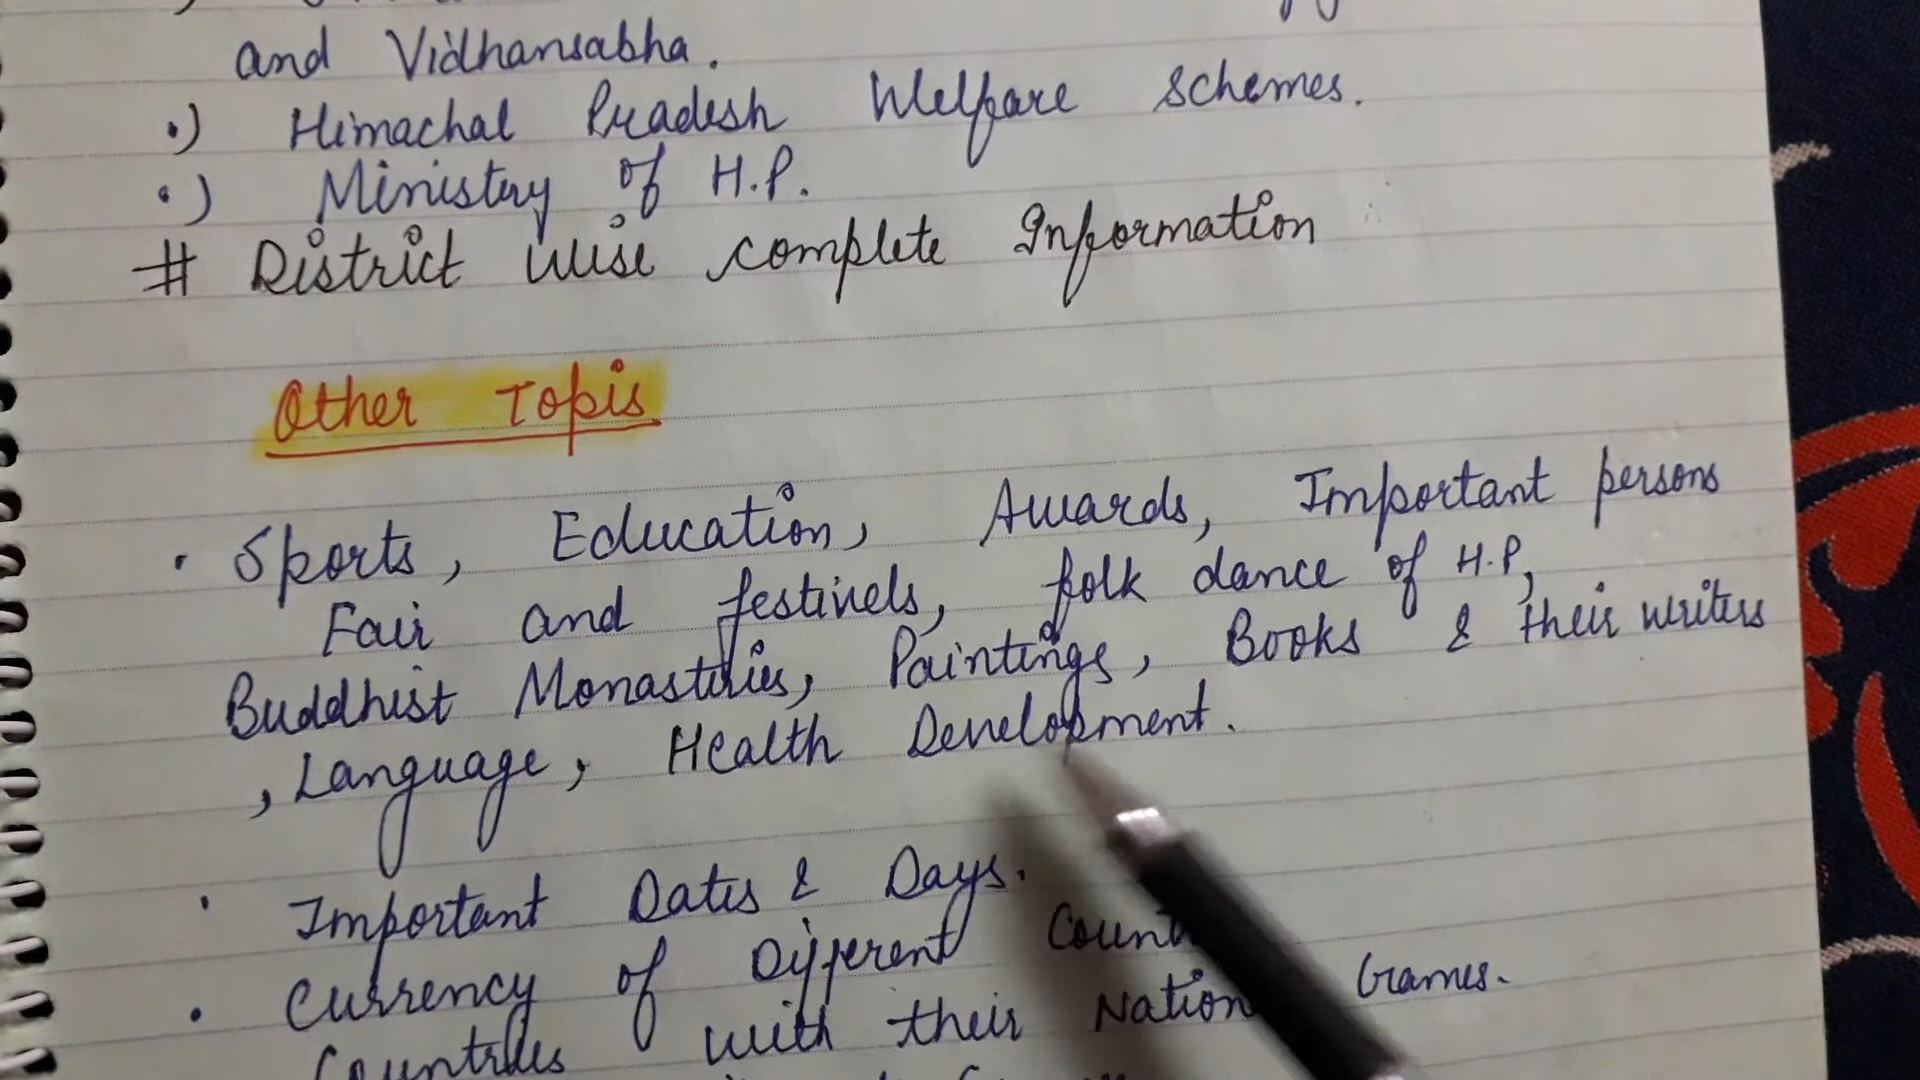 and Vidhansabha.
•) Himachal Pradesh Welfare schemes.
•) Ministry of H.P.
# District wise complete Information
Other Topis
• Sports, Education, Awards, Important persons
Fair and festivels, folk dance of H.P,
Buddhist Monasteries, Paintings, Books & their writers
, Language, Health Development.
• Important Dates & Days.
• Currency of Different
Countries with their Games.